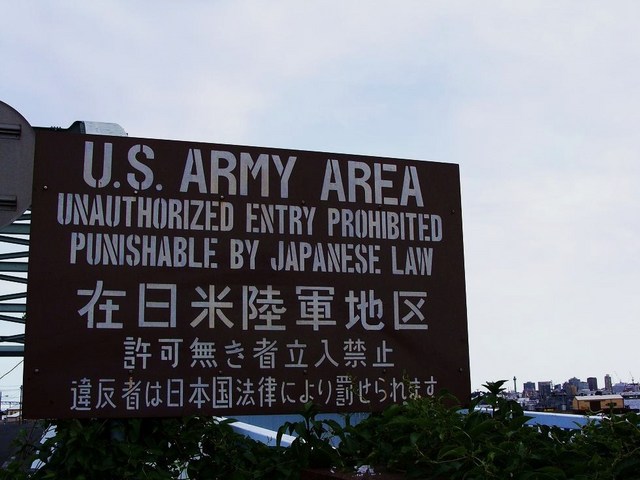 U.S. ARMY AREA
UNAUTHORIZED ENTRY PROHIBITED
PUNISHABLE BY JAPANESE LAW
在日米陸軍地区
許可無き者立入禁止
違反者は日本国法律により罰せられます